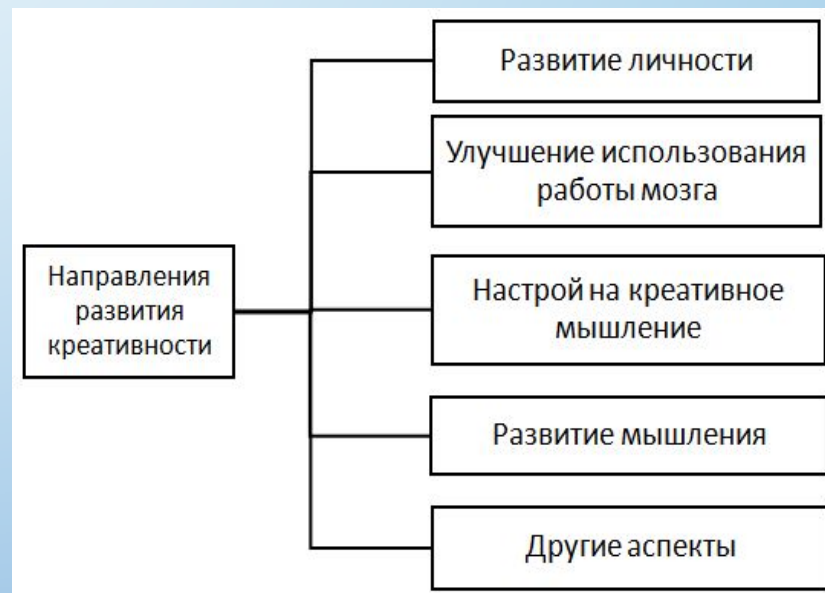 Развитие личности
Улучшение использования
работы мозга
Направления
развития
креативности
Настрой на креативное
мышление
Развитие мышления
Другие аспекты